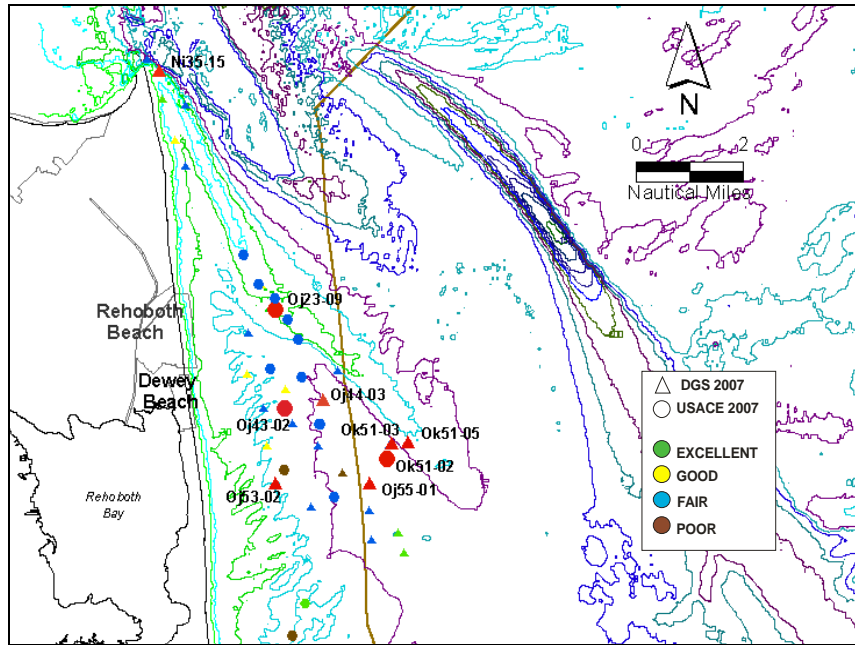 Ni35-15
N
0 2
Nautical Miles
Oj23-09
Rehoboth
Beach
Dewey
Beach
Oj44-03
Oj43-02
Ok51-03
Ok51-05
Ok51-02
Oj53-02
Oj55-01
Rehoboth
Bay
DGS 2007
USACE 2007
EXCELLENT
GOOD
FAIR
POOR